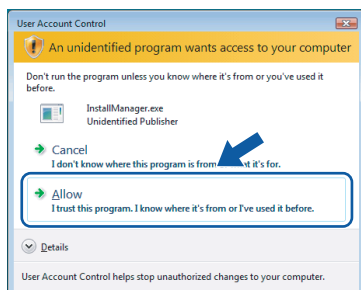 User Account Control
An unidentified program wants access to your computer
Don't run the program unless you know where it's from or you've used it
before.
InstallManager.exe
Unidentified Publisher
Cancel
I don't know where this program is from it's for.
Allow
I trust this program. I know where it's from or I've used it before.
Details
User Account Control helps stop unauthorized changes to your computer.